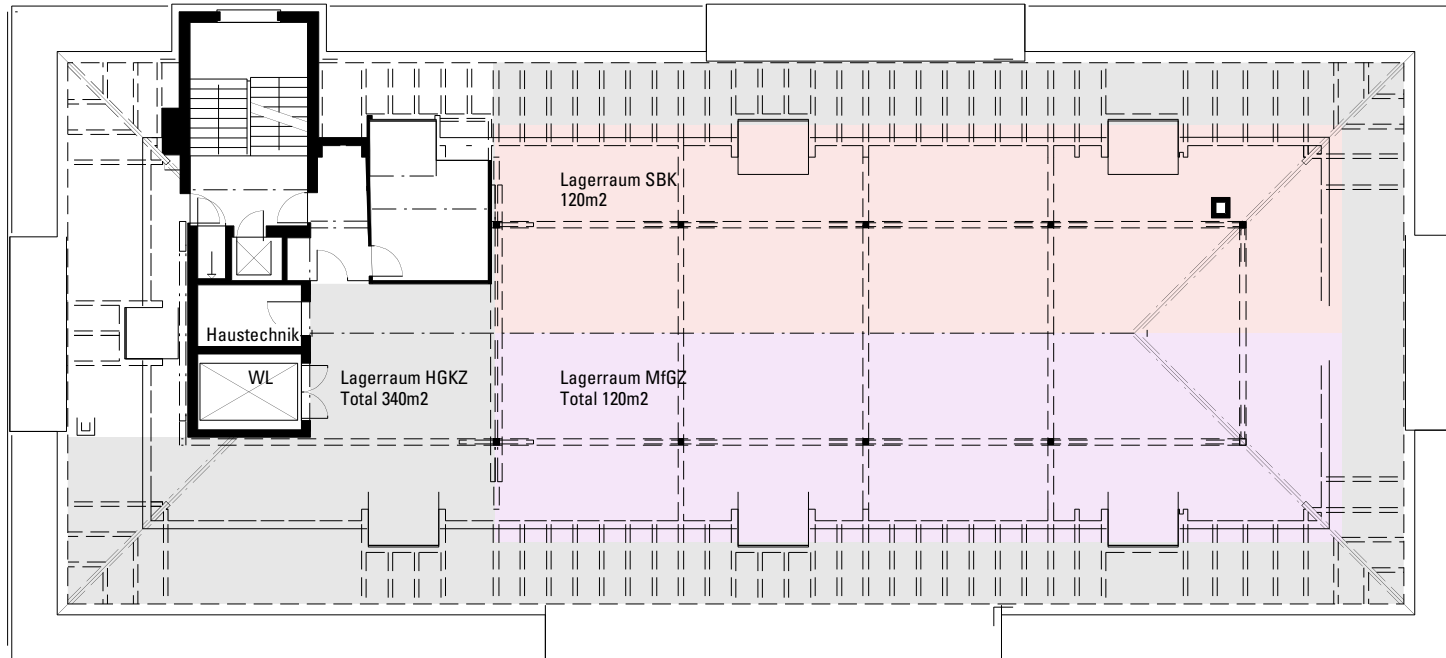 Lagerraum SBK
120m2
Haustechnik
WL
Lagerraum HGKZ
Total 340m2
Lagerraum MfGZ
Total 120m2